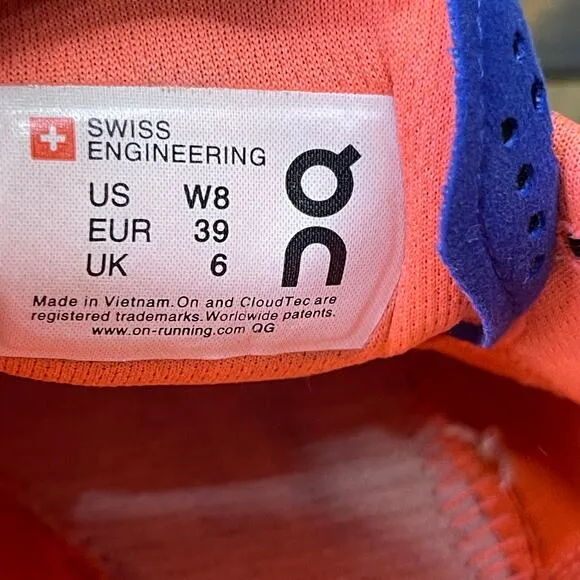 SWISS
ENGINEERING
US W8
EUR 39
UK 6
Made in Vietnam.On and CloudTec are
registered trademarks.Worldwide patents.
www.on-running.com QG
On